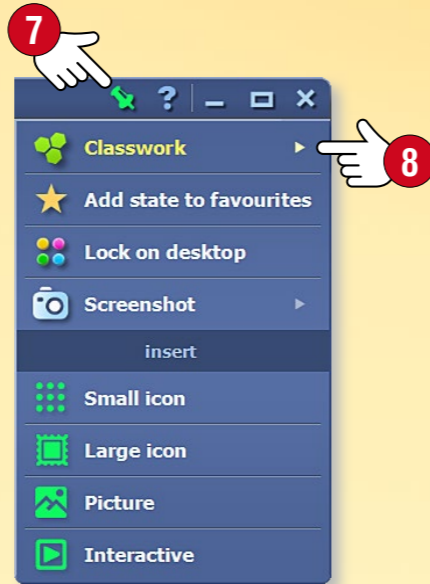 7
?
Classwork
8
Add state to favourites
Lock on desktop
Screenshot
insert
Small icon
Large icon
Picture
Interactive